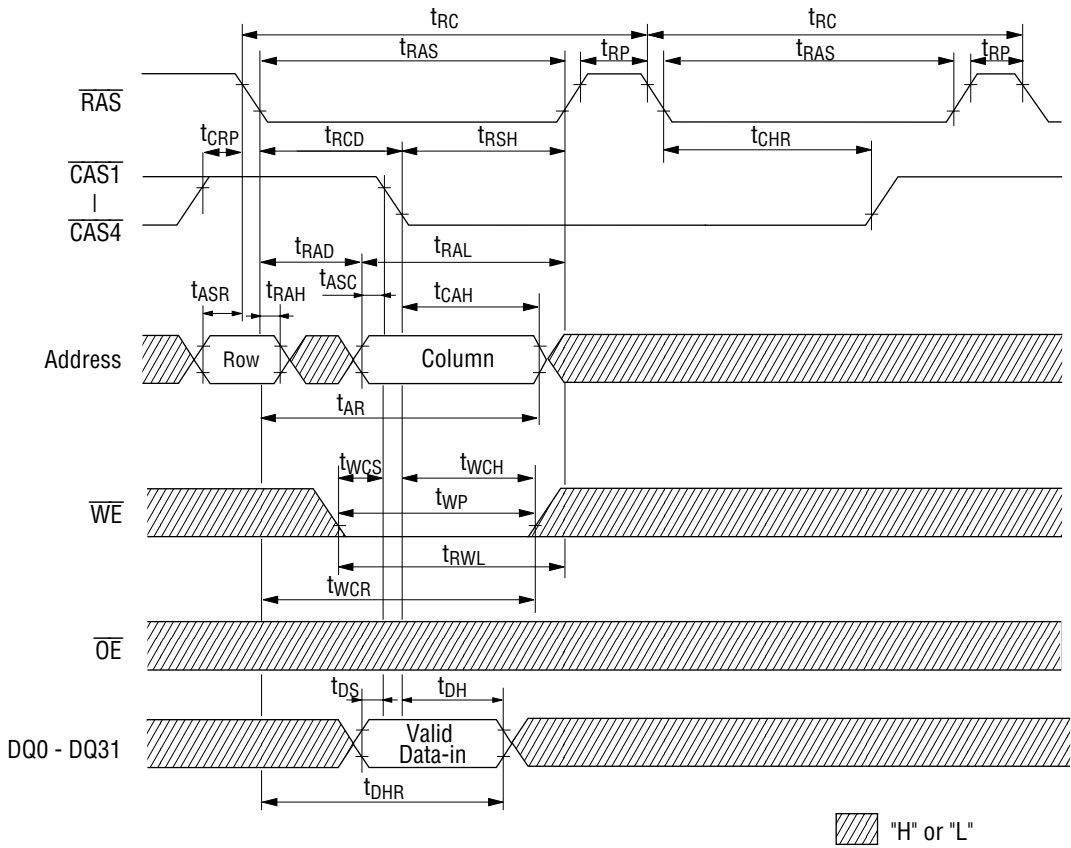 tRC tRC
tRAS tRP tRAS tRP
RAS
tCRP tRCD tRSH tCHR
CAS1
|
CAS4
tRAD tRAL
tASC
tASR tRAH tCAH
Address Row Column
tAR
tWCS tWCH
WE tWP
tRWL
tWCR
OE
tDS tDH
DQ0 - DQ31 Valid
Data-in
tDHR
"H" or "L"